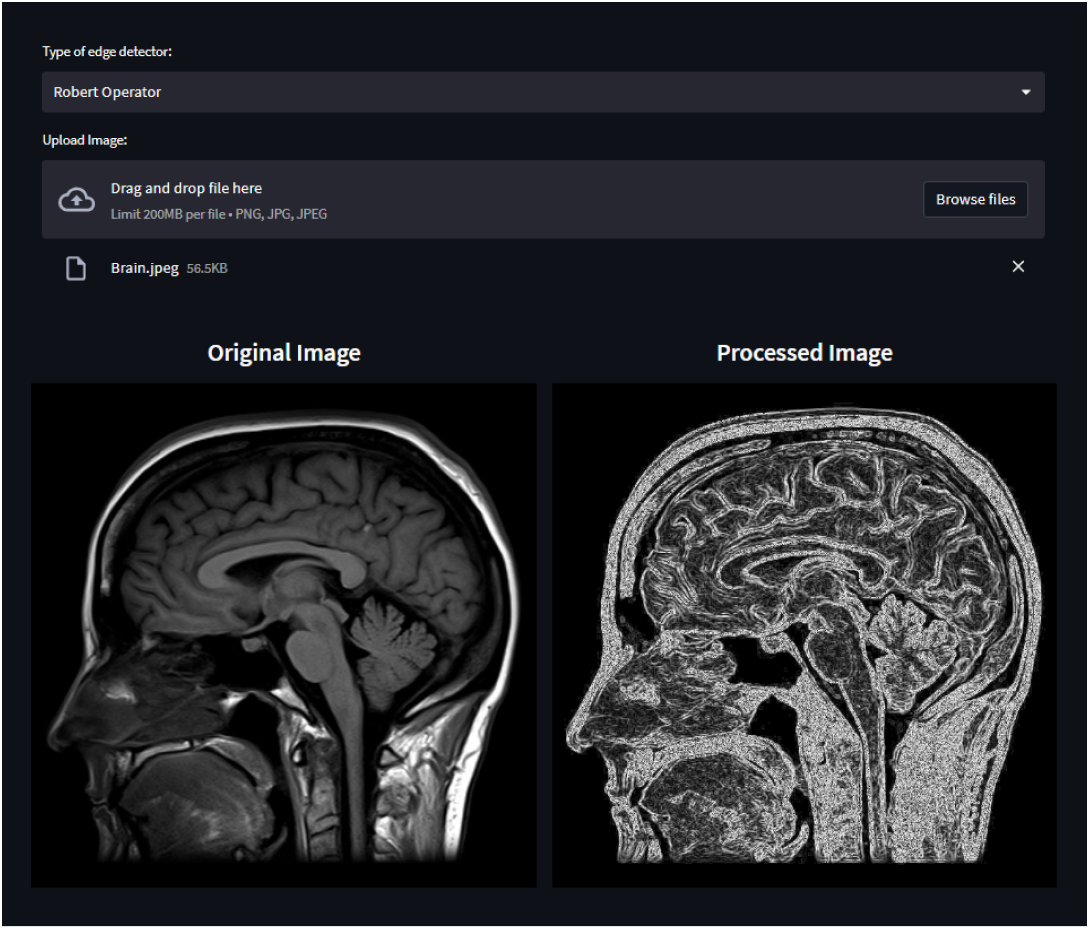 Type of edge detector:
Robert Operator
Upload Image:
Drag and drop file here
Limit 200MB per file • PNG, JPG, JPEG
Browse files
Brain.jpeg 56.5KB
Original Image
Processed Image